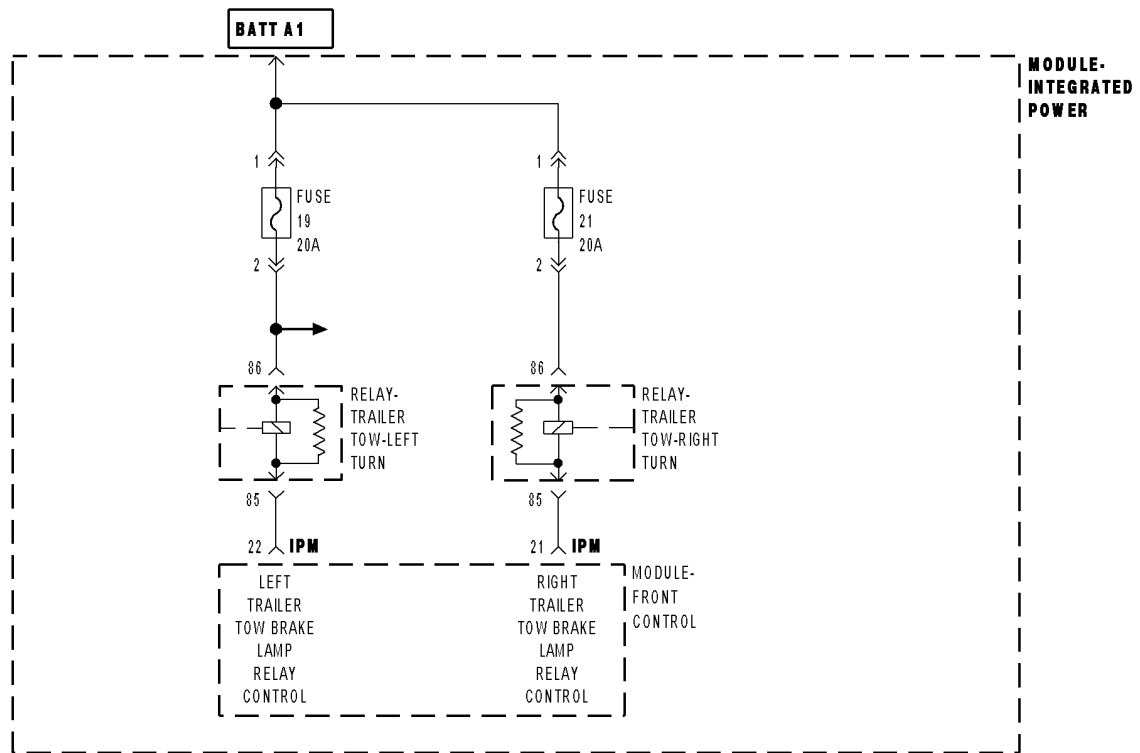 BATT A1
MODULE-
INTEGRATED
POWER
1
FUSE
19
20A
2
1
FUSE
21
20A
2
86
RELAY-
TRAILER
TOW-LEFT
TURN
85
86
RELAY-
TRAILER
TOW-RIGHT
TURN
85
22 IPM
21 IPM
LEFT
TRAILER
TOW BRAKE
LAMP
RELAY
CONTROL
RIGHT
TRAILER
TOW BRAKE
LAMP
RELAY
CONTROL
MODULE-
FRONT
CONTROL